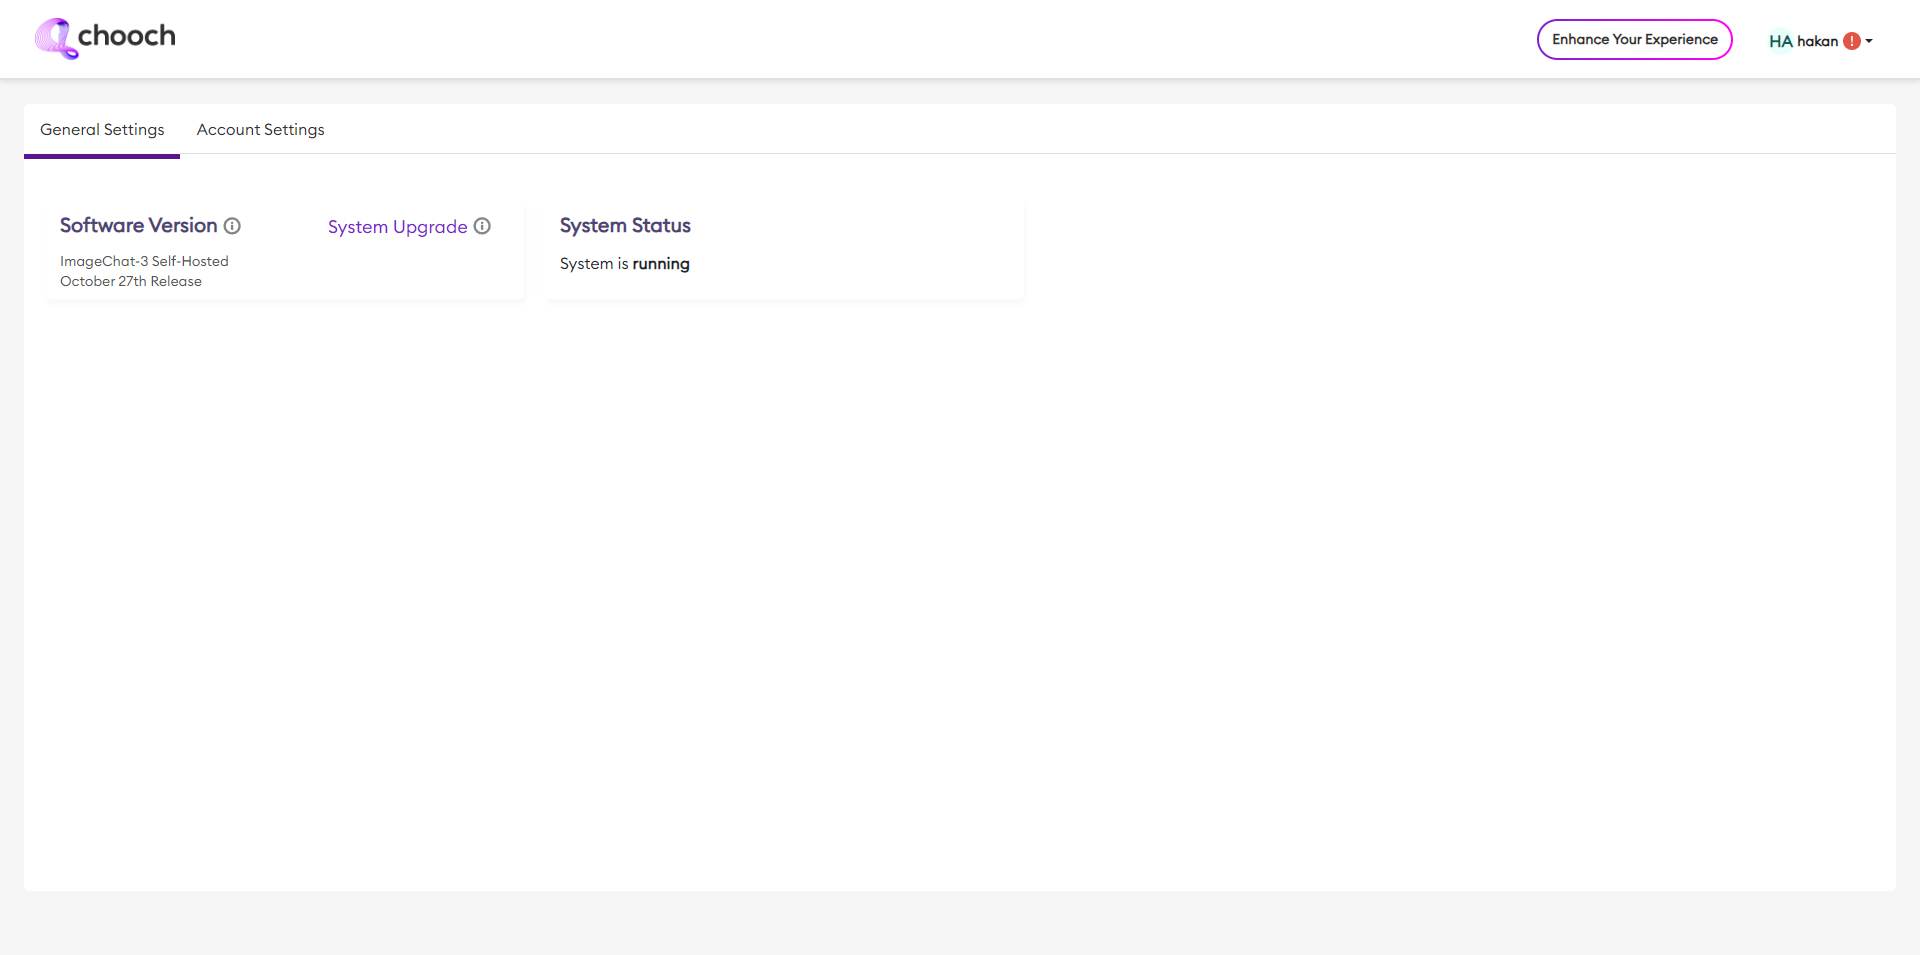 chooch
Enhance Your Experience
HA hakan !
General Settings
Account Settings
Software Version
System Upgrade
ImageChat-3 Self-Hosted
October 27th Release
System Status
System is running